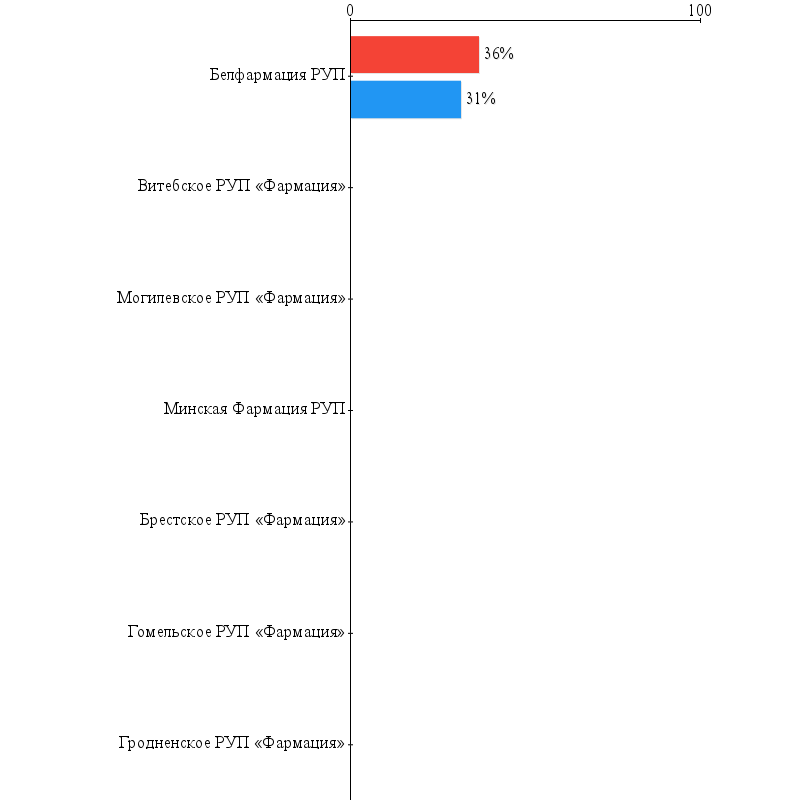 0 100
Белфармация РУП 36%
31%
Витебское РУП «Фармация»
Могилевское РУП «Фармация»
Минская Фармация РУП
Брестское РУП «Фармация»
Гомельское РУП «Фармация»
Гродненское РУП «Фармация»